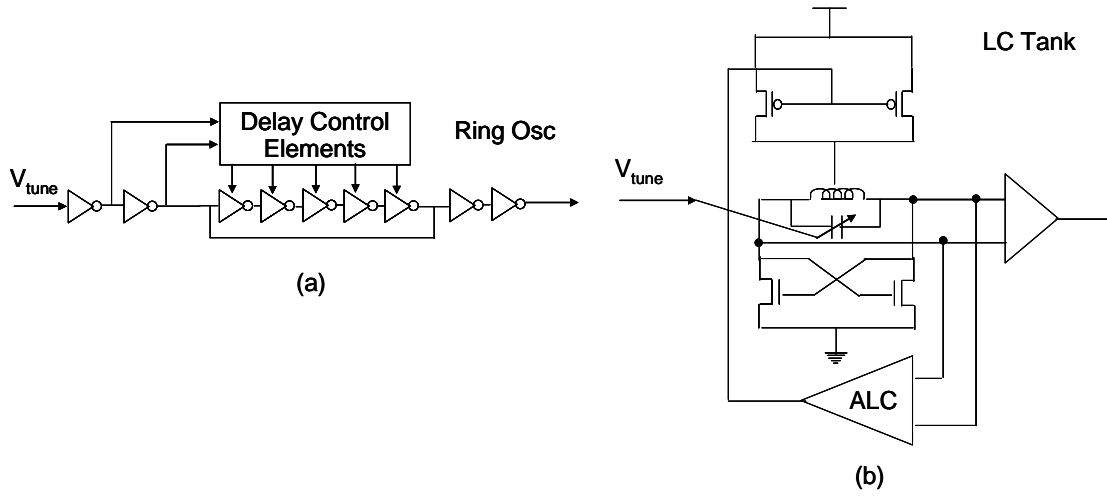 LC Tank
Delay Control
Elements
Ring Osc
V_tune
V_tune
(a)
ALC
(b)